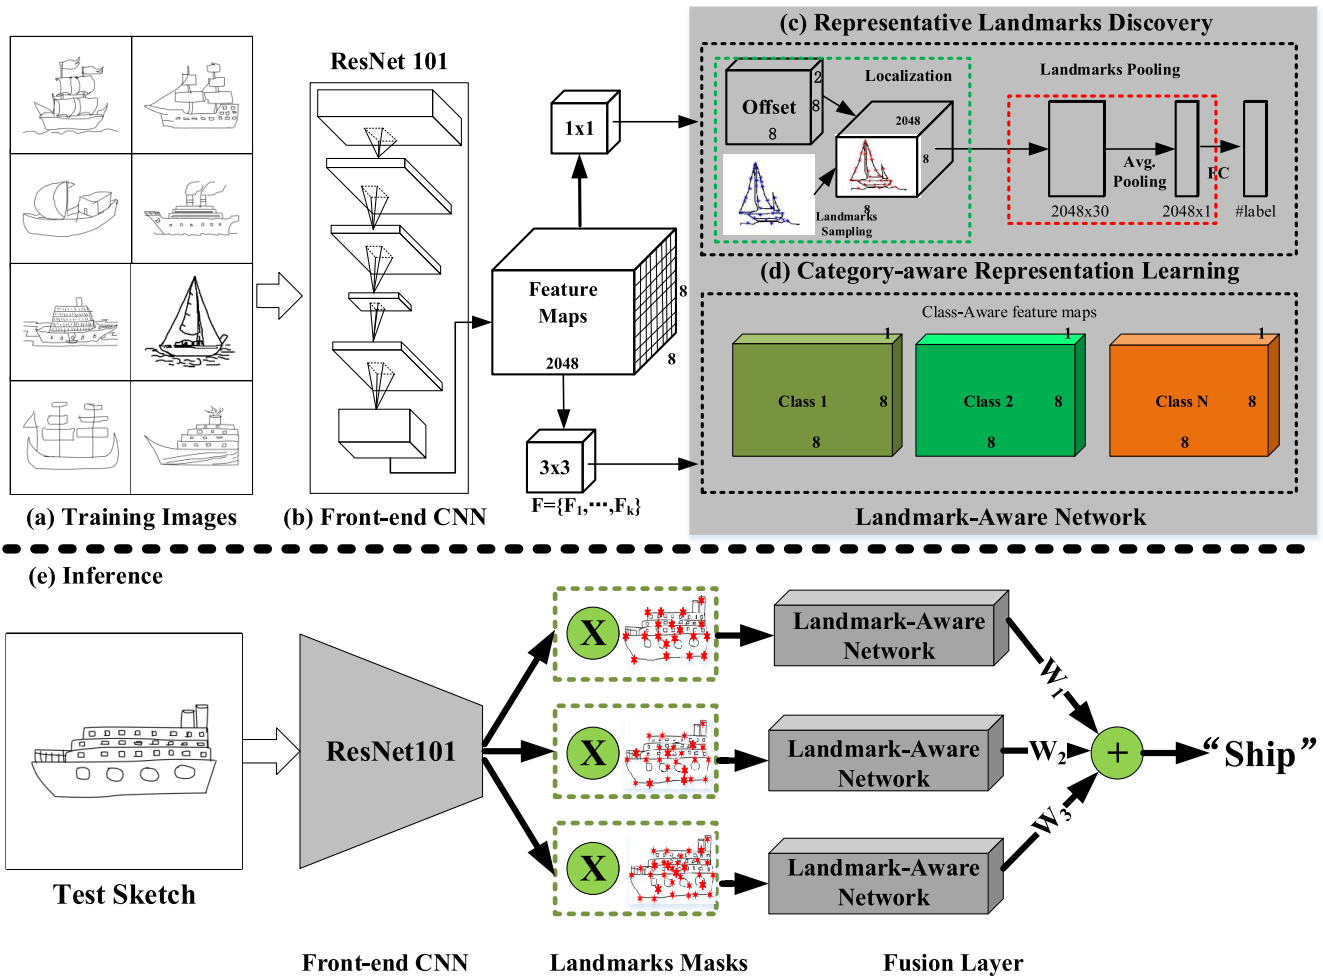 (c) Representative Landmarks Discovery
ResNet 101
1x1
Offset
2
8
8
Localization
2048
8
8
Landmarks
Sampling
Landmarks Pooling
Avg.
Pooling
FC
2048x30
2048x1
#label
Feature
Maps
2048
8
8
(d) Category-aware Representation Learning
Class-Aware feature maps
Class 1
1
8
8
Class 2
1
8
8
Class N
1
8
8
3x3
F={F1,···,Fk}
(a) Training Images
(b) Front-end CNN
Landmark-Aware Network
(e) Inference
Test Sketch
ResNet101
X
X
X
Landmark-Aware
Network
Landmark-Aware
Network
Landmark-Aware
Network
W1
W2
W3
+
“Ship”
Front-end CNN
Landmarks Masks
Fusion Layer